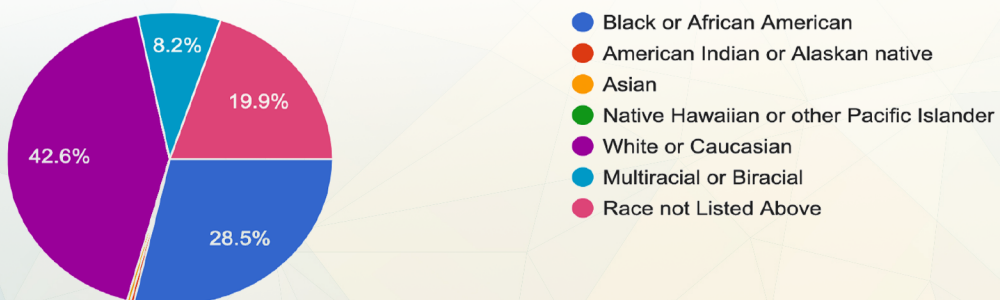 8.2%
19.9%
42.6%
28.5%
Black or African American
American Indian or Alaskan native
Asian
Native Hawaiian or other Pacific Islander
White or Caucasian
Multiracial or Biracial
Race not Listed Above